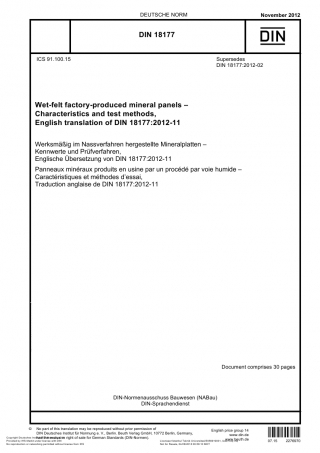 DEUTSCHE NORM
November 2012
DIN 18177
DIN
ICS 91.100.15
Supersedes
DIN 18177:2012-02
Wet-felt factory-produced mineral panels –
Characteristics and test methods,
English translation of DIN 18177:2012-11
Werksmäßig im Nassverfahren hergestellte Mineralplatten –
Kennwerte und Prüfverfahren,
Englische Übersetzung von DIN 18177:2012-11
Panneaux minéraux produits en usine par un procédé par voie humide –
Caractéristiques et méthodes d'essai,
Traduction anglaise de DIN 18177:2012-11
Document comprises 30 pages
DIN-Normenausschuss Bauwesen (NABau)
DIN-Sprachendienst
© No part of this translation may be reproduced without prior permission of
DIN Deutsches Institut für Normung e. V., Berlin. Beuth Verlag GmbH, 10772 Berlin, Germany,
has the exclusive right of sale for German Standards (DIN-Normen).
English price group 14
www.din.de
www.beuth.de